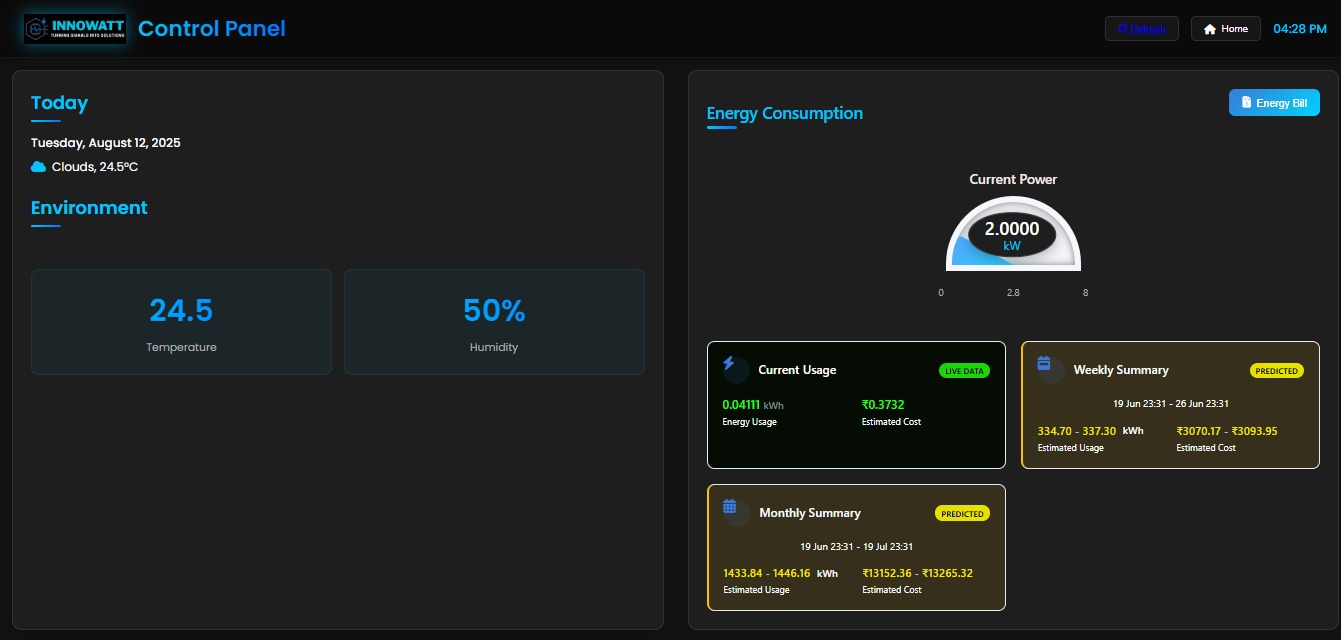 INNOWATT
TURNING SIGNALS INTO SOLUTIONS
Control Panel
Refresh
Home
04:28 PM
Today
Tuesday, August 12, 2025
Clouds, 24.5°C
Environment
24.5
Temperature
50%
Humidity
Energy Consumption
Energy Bill
Current Power
2.0000
kW
0 2.8 8
Current Usage
LIVE DATA
0.04111 kWh
Energy Usage
₹0.3732
Estimated Cost
Weekly Summary
PREDICTED
19 Jun 23:31 - 26 Jun 23:31
334.70 - 337.30 kWh
Estimated Usage
₹3070.17 - ₹3093.95
Estimated Cost
Monthly Summary
PREDICTED
19 Jun 23:31 - 19 Jul 23:31
1433.84 - 1446.16 kWh
Estimated Usage
₹13152.36 - ₹13265.32
Estimated Cost